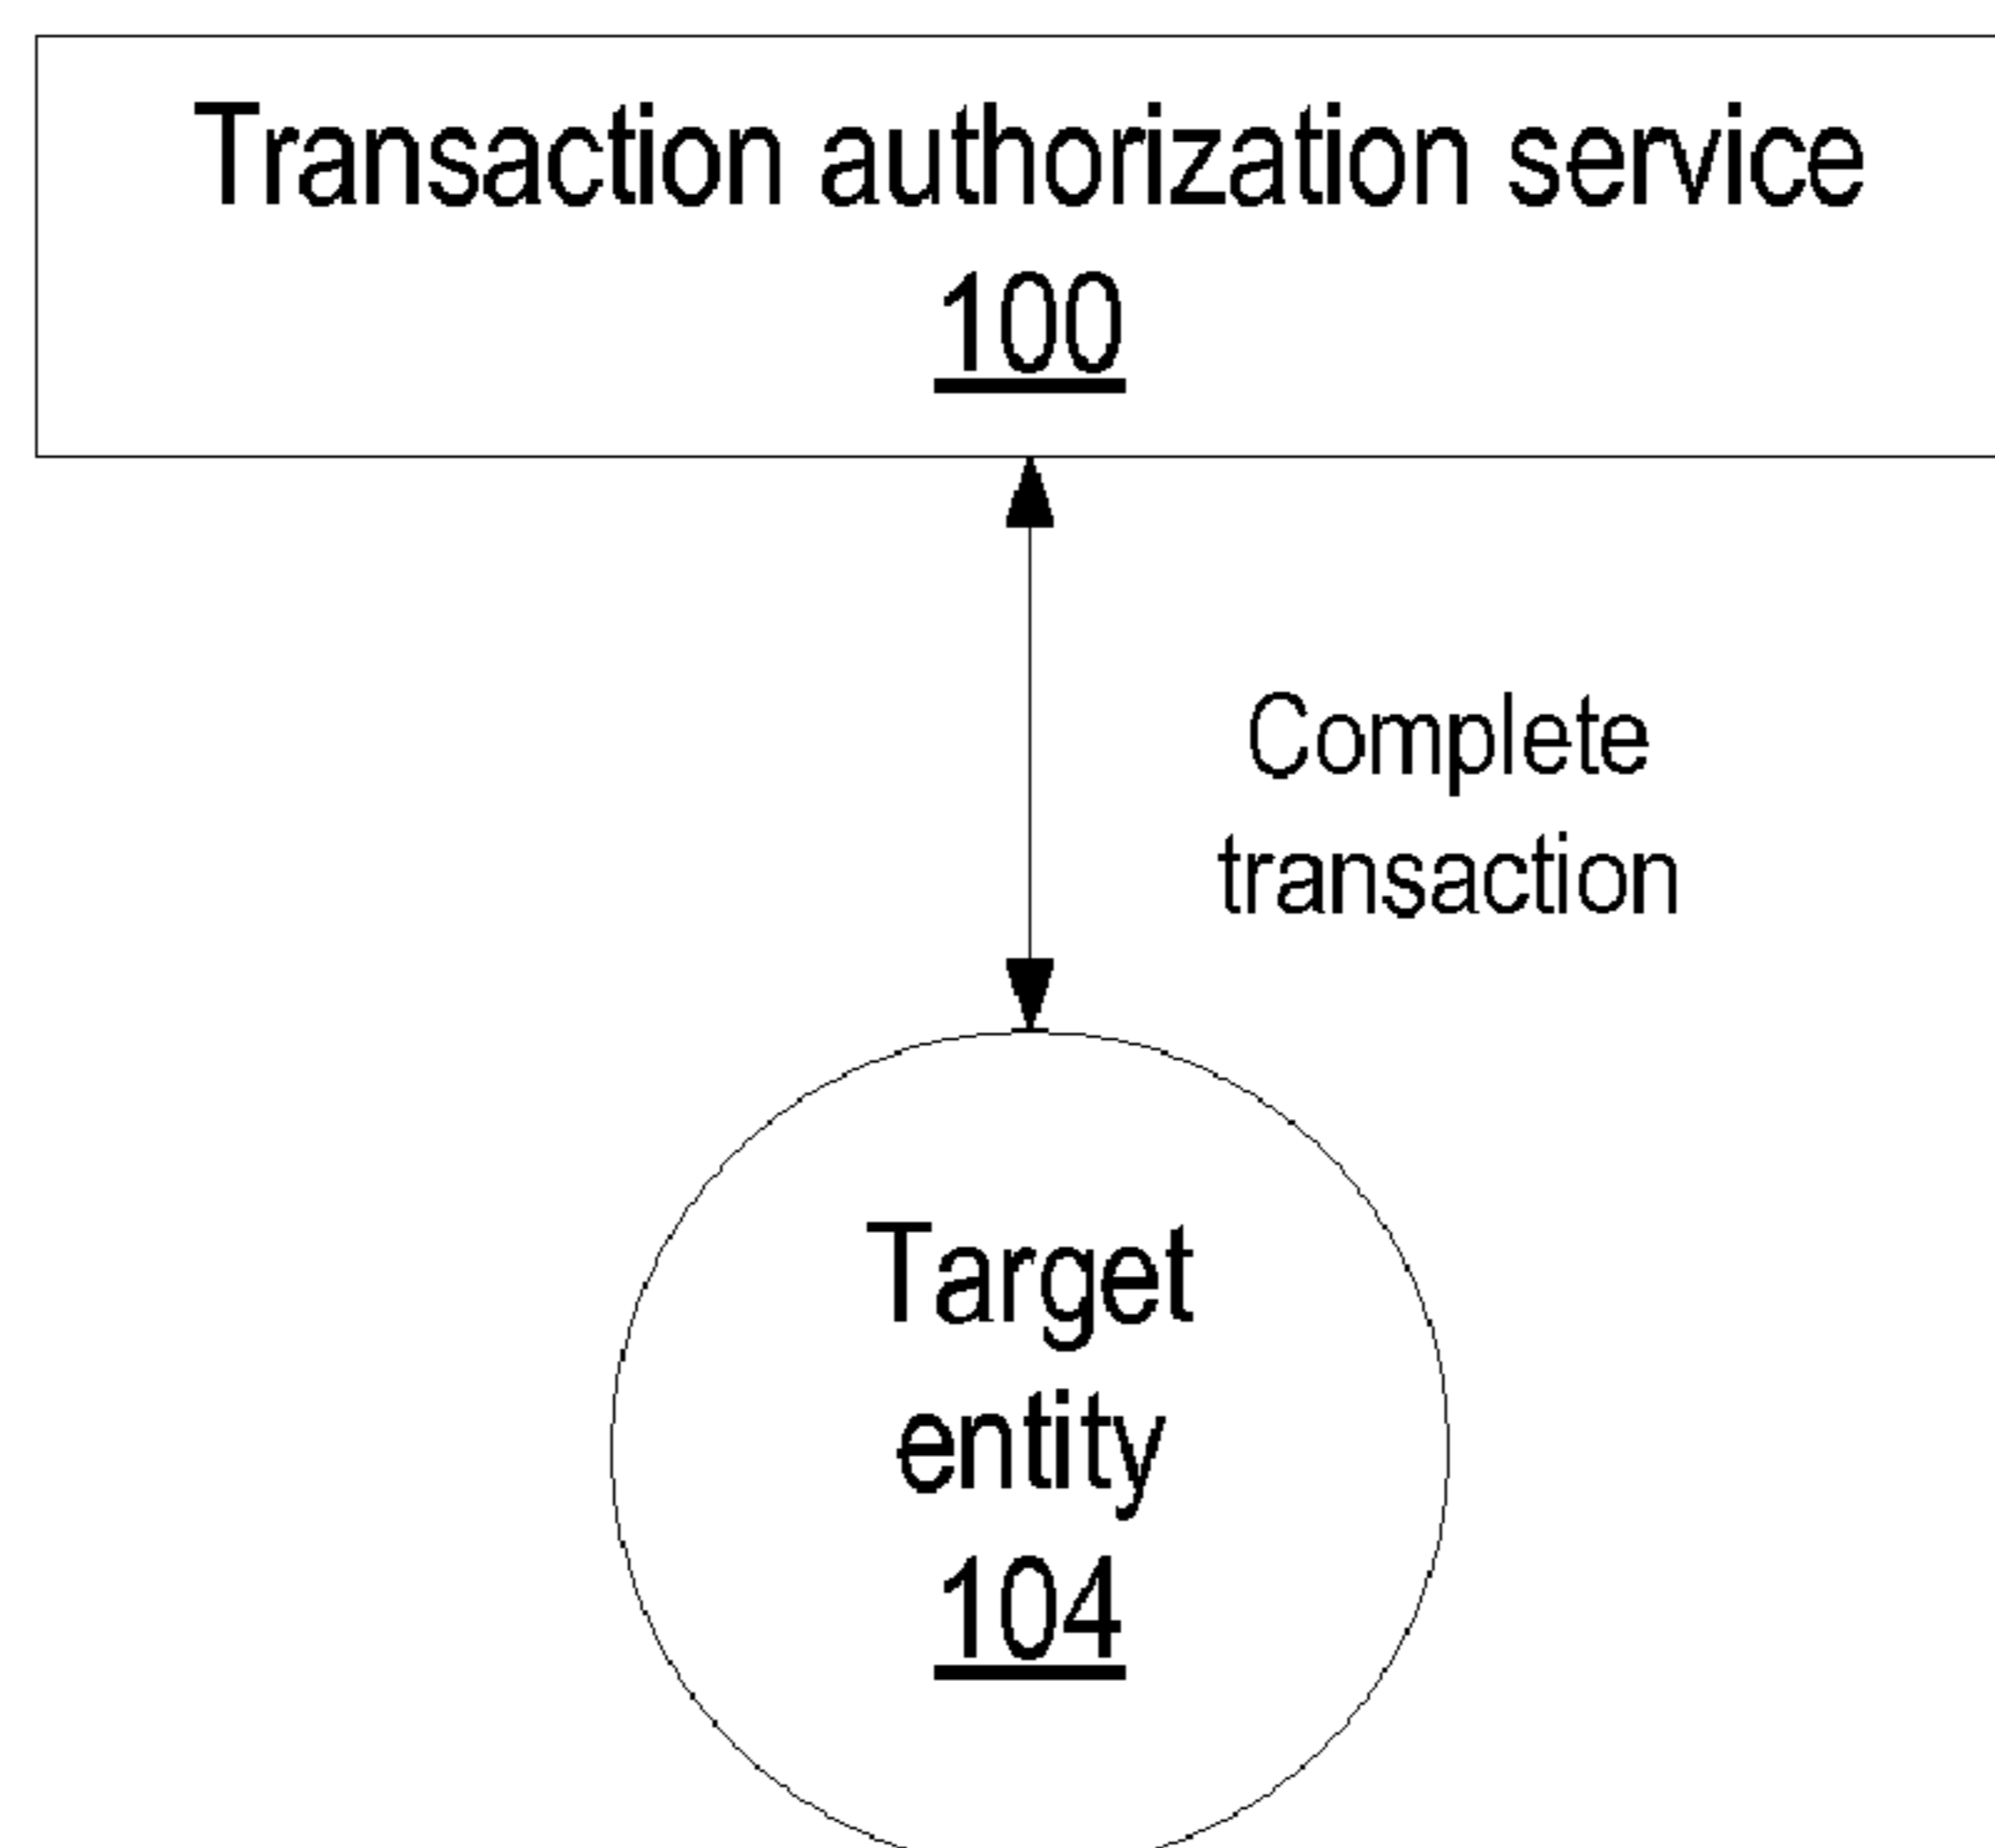 Transaction authorization service
100
Complete
transaction
Target
entity
104